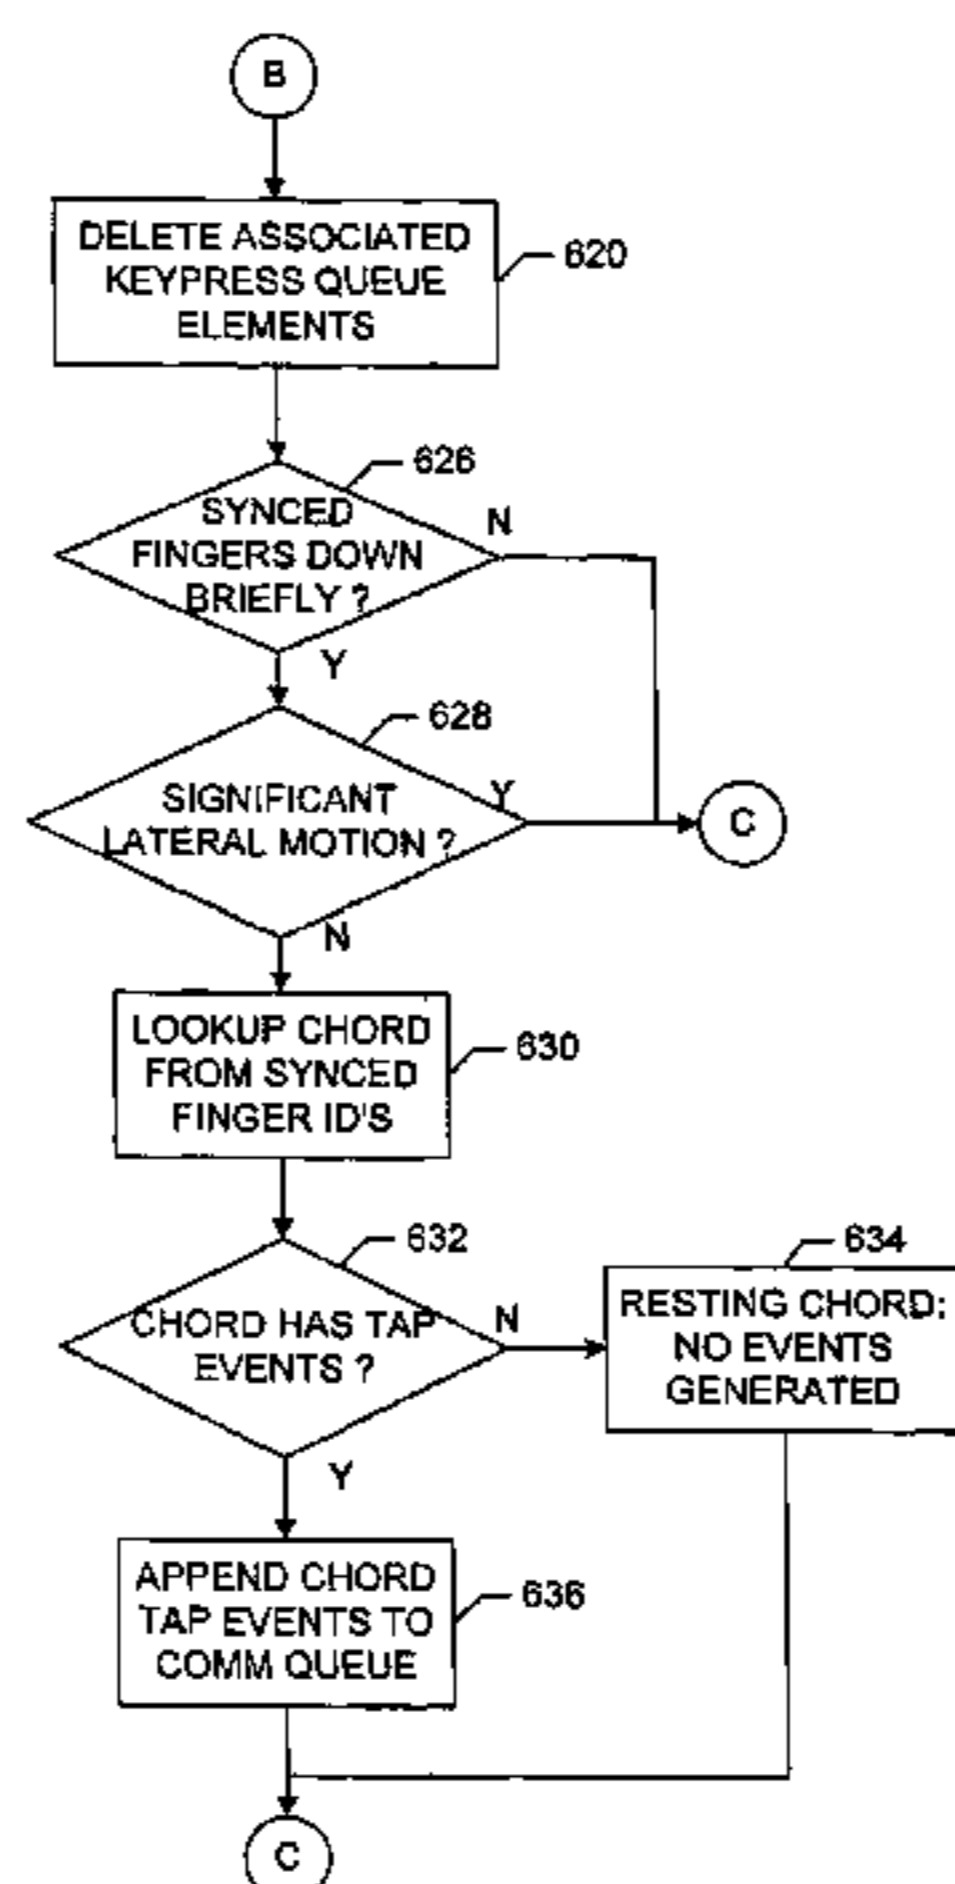 B
DELETE ASSOCIATED
KEYPRESS QUEUE
ELEMENTS
620
626
SYNCED
FINGERS DOWN
BRIEFLY ?
N
Y
628
SIGNIFICANT
LATERAL MOTION ?
Y
C
N
LOOKUP CHORD
FROM SYNCED
FINGER ID'S
630
632
CHORD HAS TAP
EVENTS ?
N
634
RESTING CHORD:
NO EVENTS
GENERATED
Y
APPEND CHORD
TAP EVENTS TO
COMM QUEUE
636
C